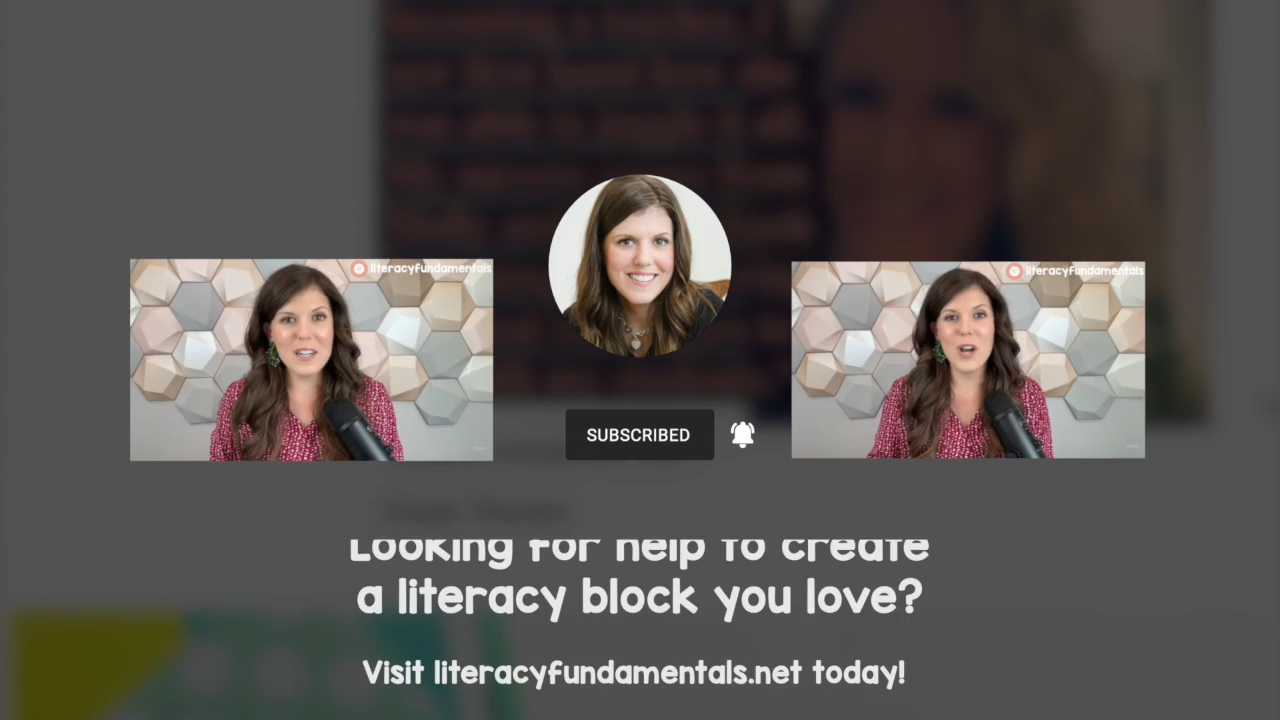 literacyfundamentals
literacyfundamentals
SUBSCRIBED
Looking for help to create
a literacy block you love?
Visit literacyfundamentals.net today!